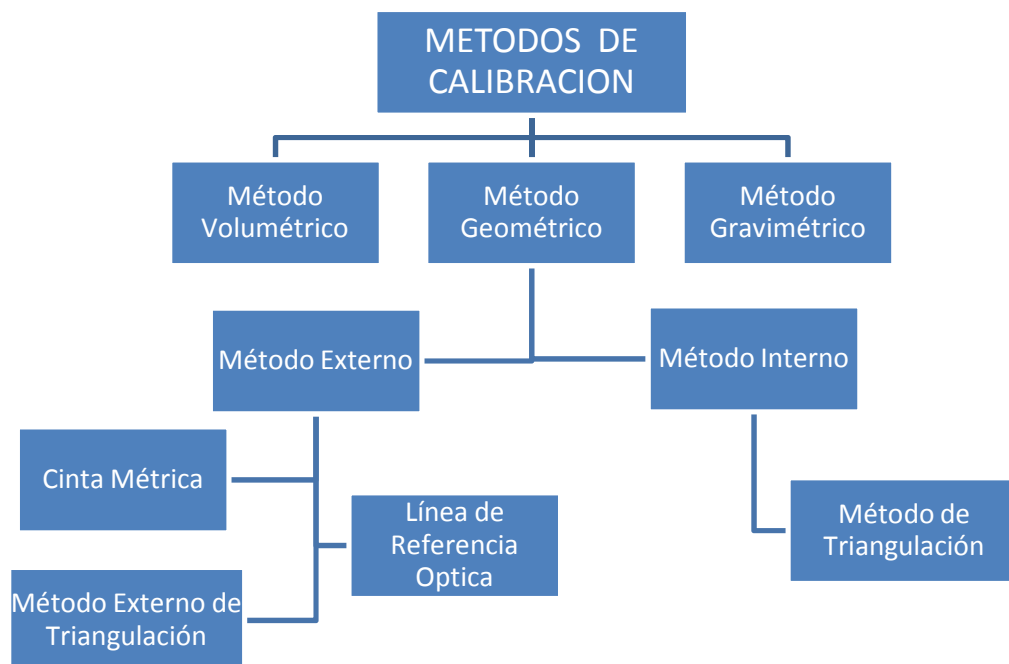 METODOS DE
CALIBRACION
Método
Volumétrico
Método
Geométrico
Método
Gravimétrico
Método Externo
Método Interno
Cinta Métrica
Línea de
Referencia
Optica
Método de
Triangulación
Método Externo de
Triangulación